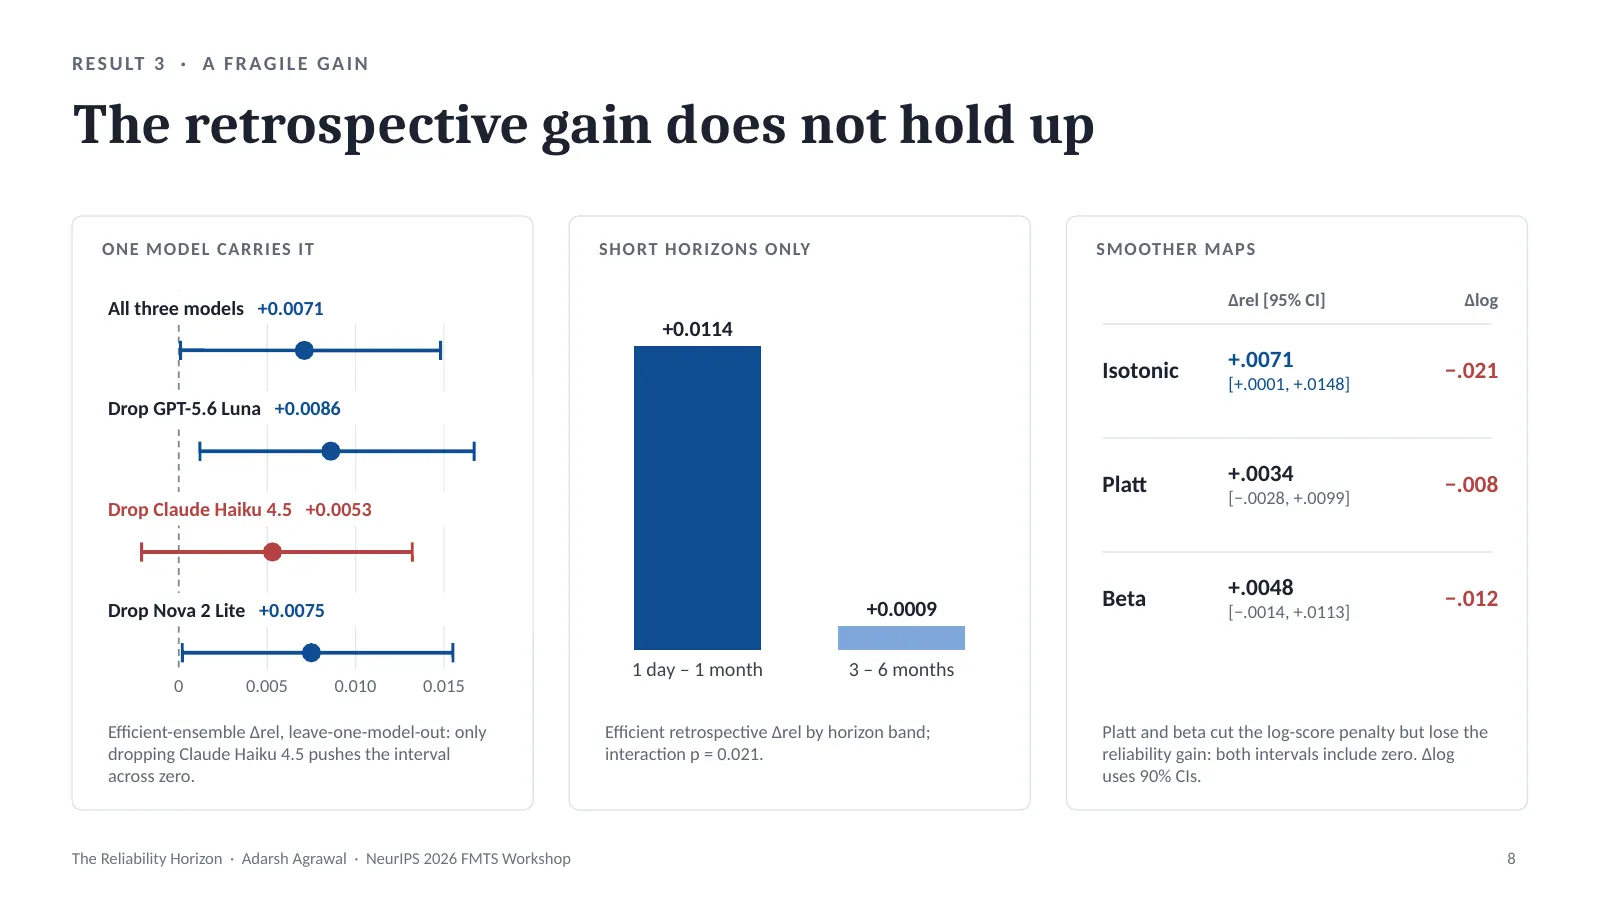 RESULT 3 · A FRAGILE GAIN
The retrospective gain does not hold up
ONE MODEL CARRIES IT
All three models +0.0071
Drop GPT-5.6 Luna +0.0086
Drop Claude Haiku 4.5 +0.0053
Drop Nova 2 Lite +0.0075
0 0.005 0.010 0.015
Efficient-ensemble Δrel, leave-one-model-out: only
dropping Claude Haiku 4.5 pushes the interval
across zero.
SHORT HORIZONS ONLY
+0.0114
+0.0009
1 day – 1 month 3 – 6 months
Efficient retrospective Δrel by horizon band;
interaction p = 0.021.
SMOOTHER MAPS
Δrel [95% CI] Δlog
Isotonic +.0071 −.021
[+.0001, +.0148]
Platt +.0034 −.008
[−.0028, +.0099]
Beta +.0048 −.012
[−.0014, +.0113]
Platt and beta cut the log-score penalty but lose the
reliability gain: both intervals include zero. Δlog
uses 90% CIs.
The Reliability Horizon · Adarsh Agrawal · NeurIPS 2026 FMTS Workshop 8